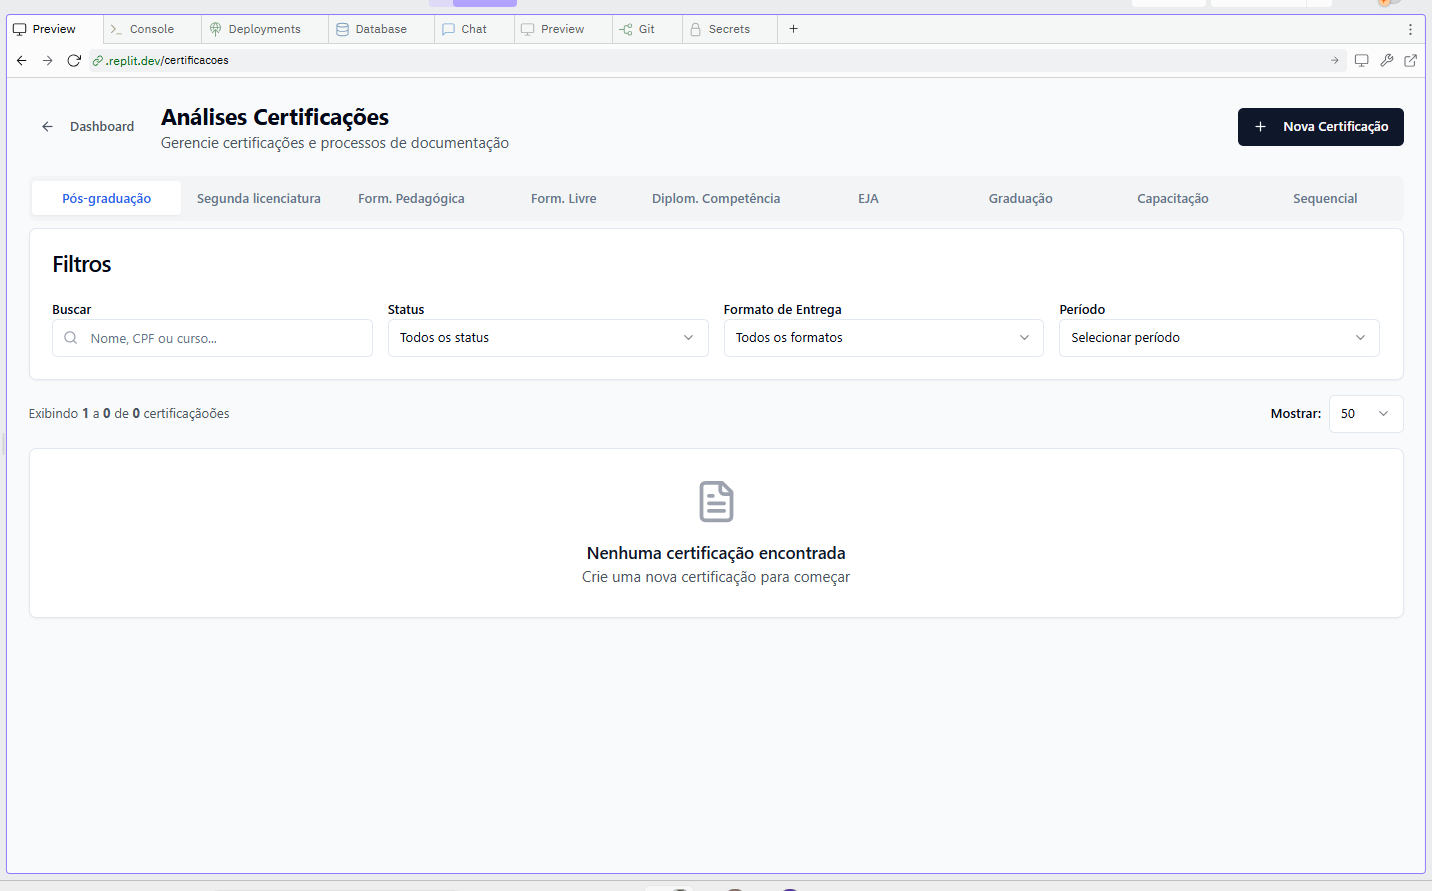 Preview Console Deployments Database Chat Preview Git Secrets
.replit.dev/certificacoes
Dashboard
Análises Certificações
Gerencie certificações e processos de documentação
Nova Certificação
Pós-graduação Segunda licenciatura Form. Pedagógica Form. Livre Diplom. Competência EJA Graduação Capacitação Sequencial
Filtros
Buscar Status Formato de Entrega Período
Nome, CPF ou curso... Todos os status Todos os formatos Selecionar período
Exibindo 1 a 0 de 0 certificaçãoões Mostrar: 50
Nenhuma certificação encontrada
Crie uma nova certificação para começar